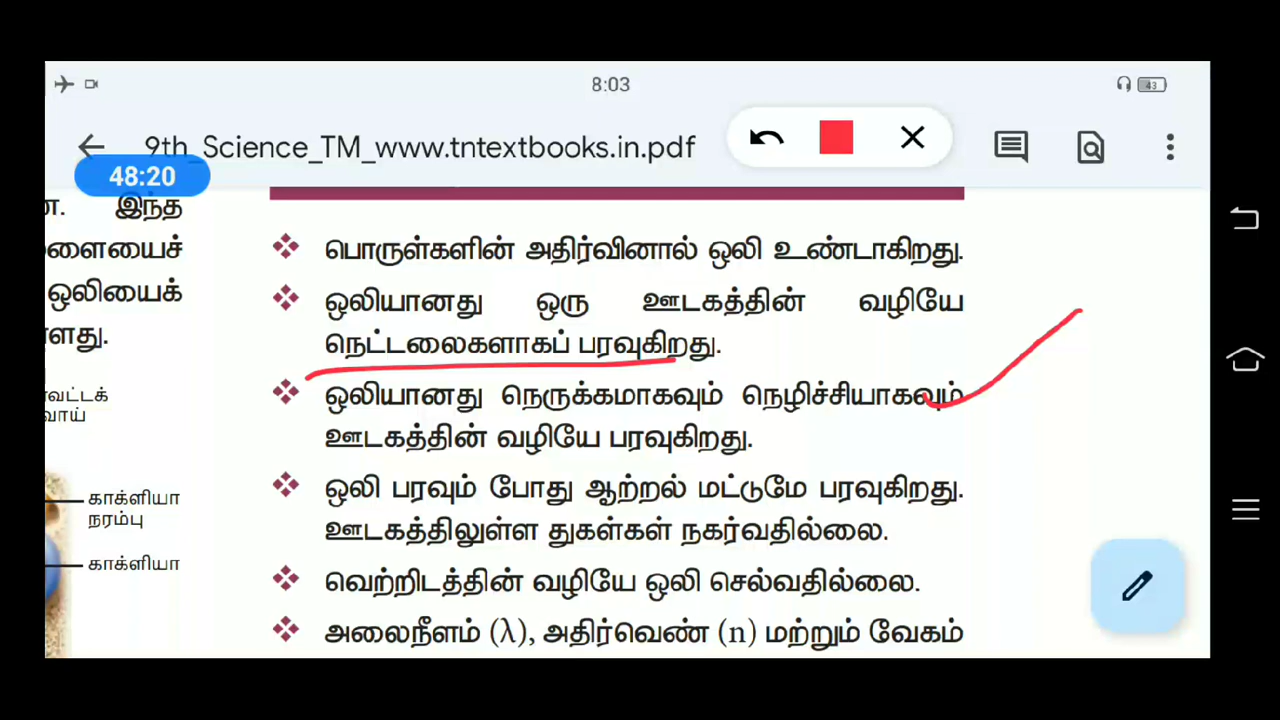 8:03
43
9th_Science_TM_www.tntextbooks.in.pdf
48:20
இந்த
ளையைச்
ஒலியைக்
ளது.
வட்டக்
வாய்
காக்ளியா
நரம்பு
காக்ளியா
பொருள்களின் அதிர்வினால் ஒலி உண்டாகிறது.
ஒலியானது ஒரு ஊடகத்தின் வழியே
நெட்டலைகளாகப் பரவுகிறது.
ஒலியானது நெருக்கமாகவும் நெழிச்சியாகவும்
ஊடகத்தின் வழியே பரவுகிறது.
ஒலி பரவும் போது ஆற்றல் மட்டுமே பரவுகிறது.
ஊடகத்திலுள்ள துகள்கள் நகர்வதில்லை.
வெற்றிடத்தின் வழியே ஒலி செல்வதில்லை.
அலைநீளம் (λ), அதிர்வெண் (n) மற்றும் வேகம்